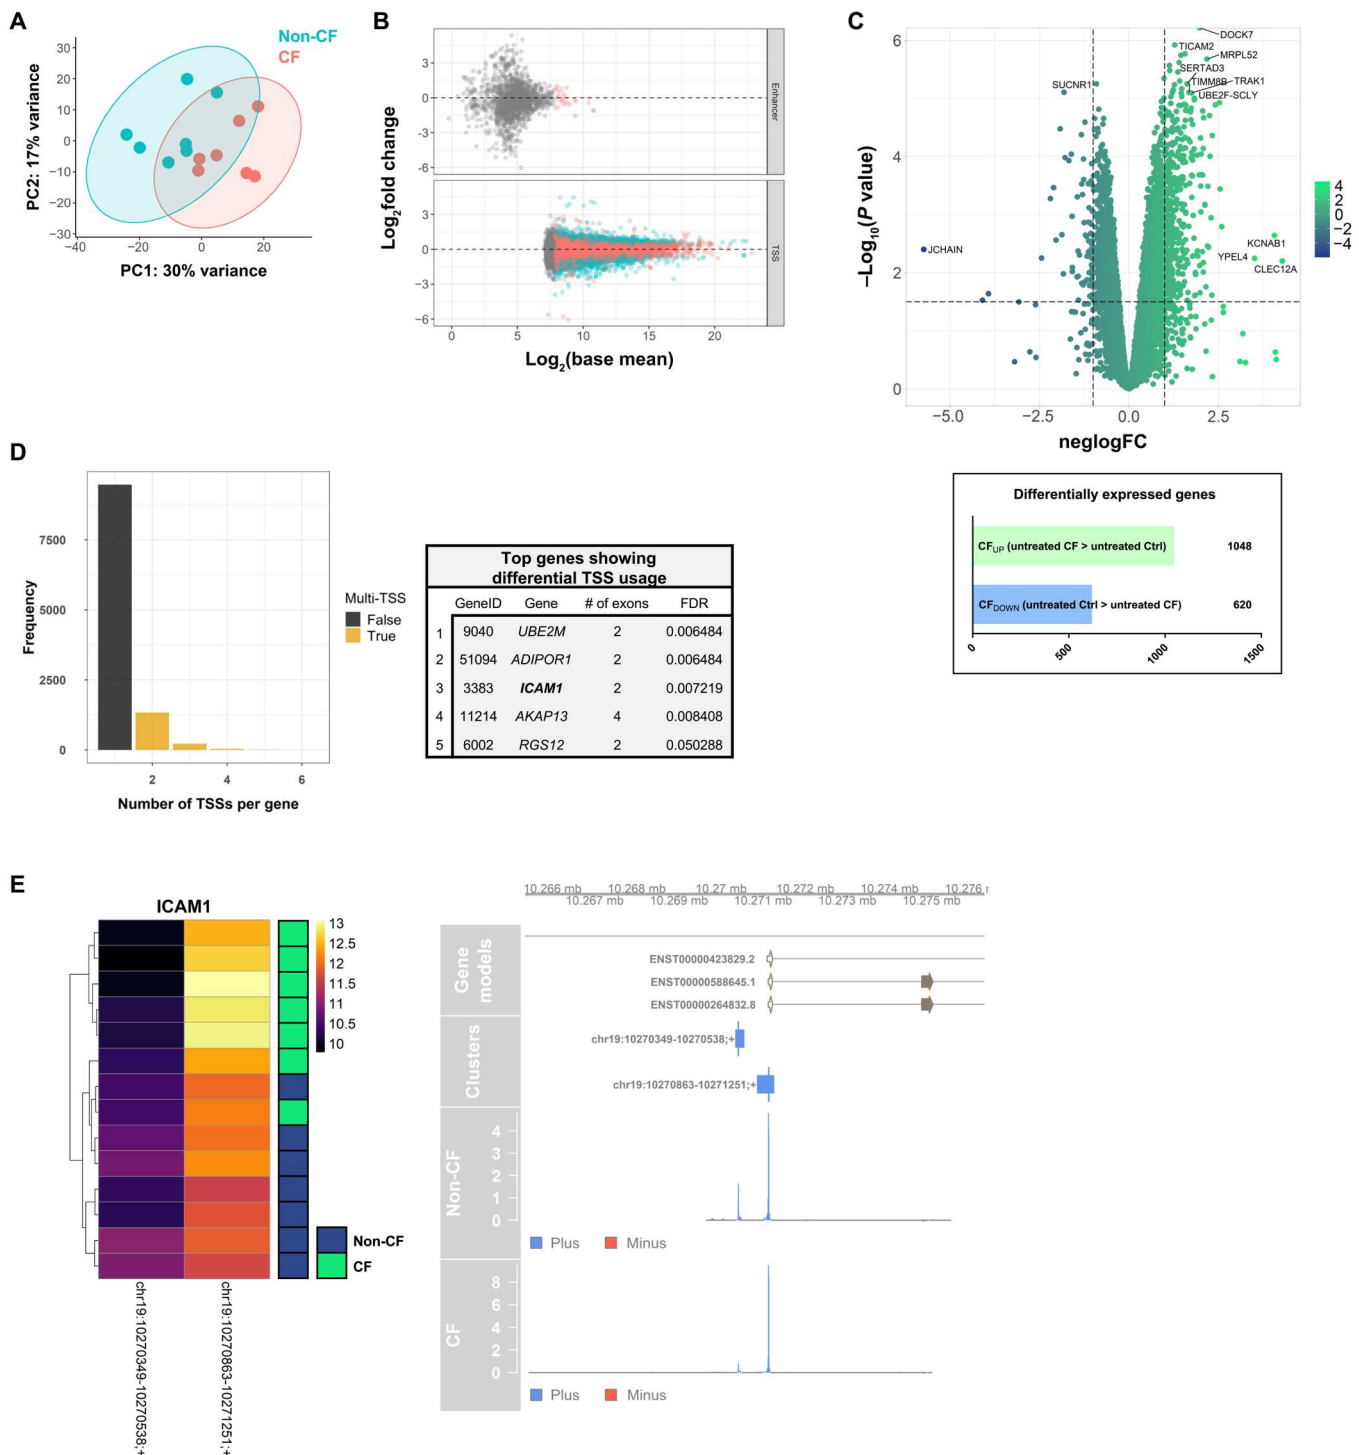 A
Non-CF
CF
PC2: 17% variance
30
20
10
0
−10
−20
−30
−40
−20
0
20
PC1: 30% variance
B
Log2fold change
3
0
−3
−6
Enhancer
3
0
−3
−6
TSS
0
5
10
15
20
Log2(base mean)
C
−Log10(P value)
6
4
2
0
DOCK7
TICAM2
MRPL52
SERTAD3
SUCNR1
TIMM8B
TRAK1
UBE2F-SCLY
JCHAIN
KCNAB1
YPEL4
CLEC12A
4
2
0
−2
−4
−5.0
−2.5
0.0
2.5
neglogFC
Differentially expressed genes
CFUP (untreated CF > untreated Ctrl)
1048
CFDOWN (untreated Ctrl > untreated CF)
620
0
500
1000
1500
D
Frequency
7500
5000
2500
0
2
4
6
Number of TSSs per gene
Multi-TSS
False
True
Top genes showing
differential TSS usage
GeneID Gene # of exons FDR
1 9040 UBE2M 2 0.006484
2 51094 ADIPOR1 2 0.006484
3 3383 ICAM1 2 0.007219
4 11214 AKAP13 4 0.008408
5 6002 RGS12 2 0.050288
E
ICAM1
13
12.5
12
11.5
11
10.5
10
Non-CF
CF
chr19:10270349-10270538;+
chr19:10270863-10271251;+
10.266 mb 10.268 mb 10.27 mb 10.272 mb 10.274 mb 10.276 r
10.267 mb 10.269 mb 10.271 mb 10.273 mb 10.275 mb
Gene
models
ENST00000423829.2
ENST00000588645.1
ENST00000264832.8
Clusters
chr19:10270349-10270538;+
chr19:10270863-10271251;+
Non-CF
4
3
2
1
0
Plus Minus
CF
8
6
4
2
0
Plus Minus